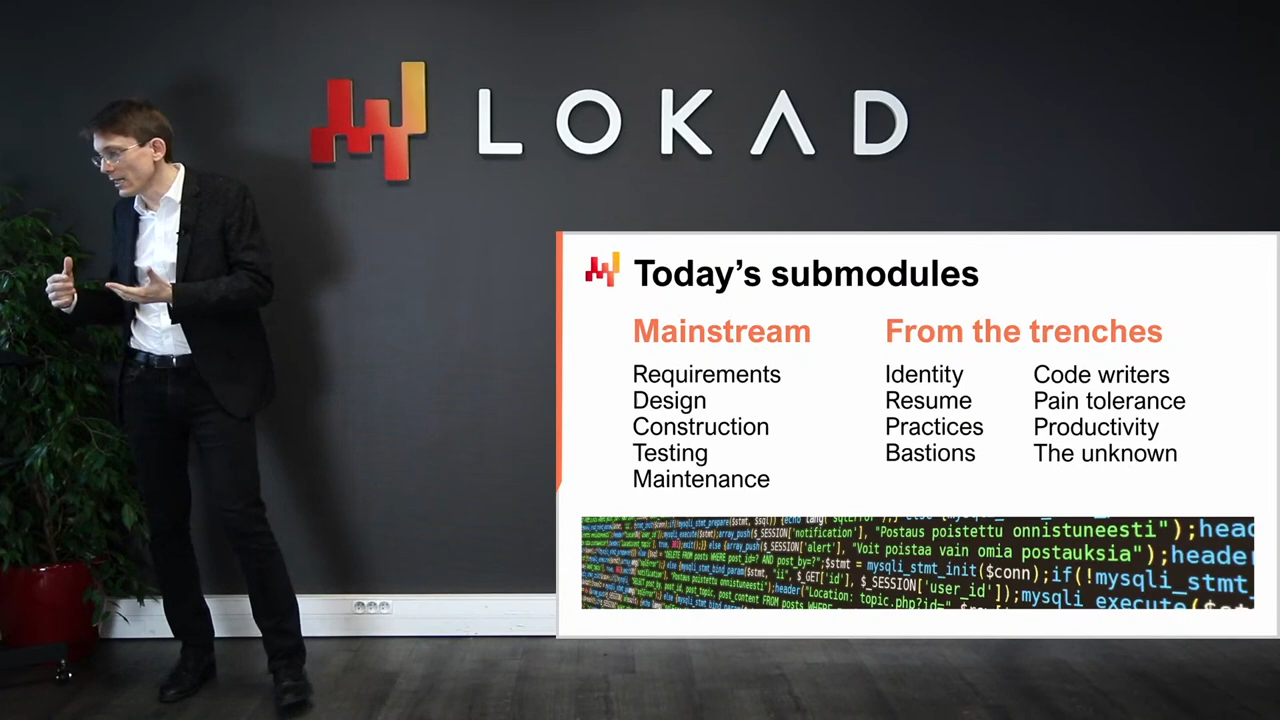 LOKAD
Today's submodules
Mainstream
Requirements
Design
Construction
Testing
Maintenance
From the trenches
Identity
Resume
Practices
Bastions
Code writers
Pain tolerance
Productivity
The unknown
"Postaus poistettu onnistuneesti");
"Voit poistaa vain omia postauksia");header
$stmt = mysqli_stmt_init($conn);if(!mysqli_stmt_
$_SESSION['user_id']);mysqli_execute(